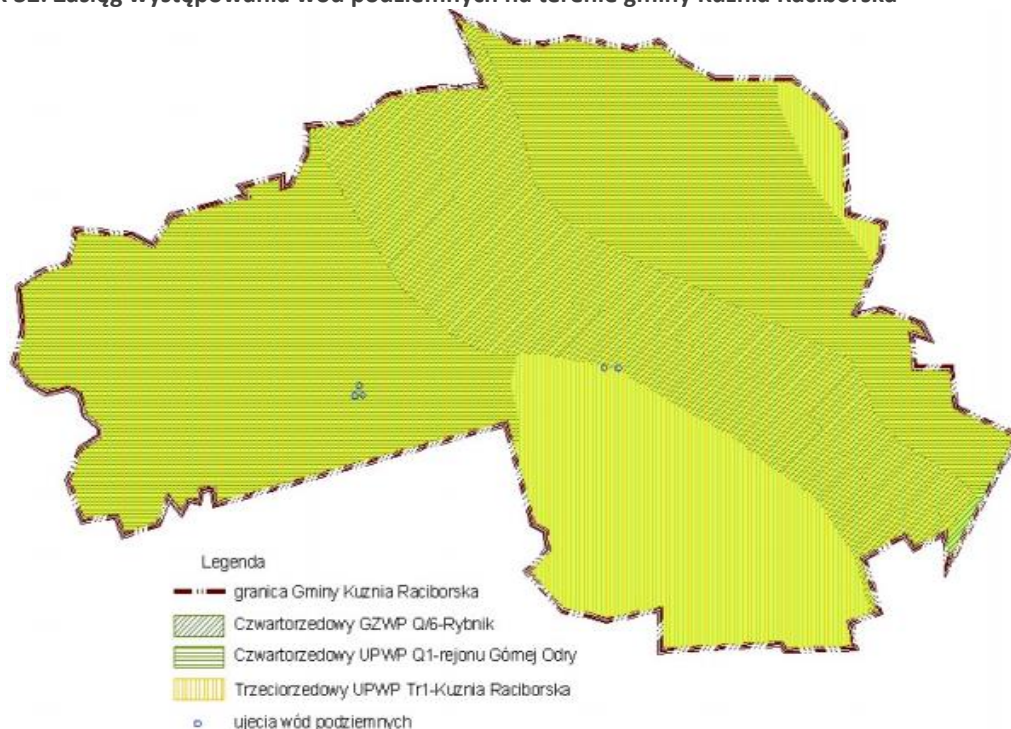 zasięg występowania wód podziemnych na terenie gminy Kuźnia Raciborska
Legenda
granica Gminy Kuznia Raciborska
Czwartorzedowy GZWP Q/6-Rybnik
Czwartorzedowy UPWP Q1-rejonu Górnej Odry
Trzeciorzedowy UPWP Tr1-Kuznia Raciborska
ujecia wód podziemnych